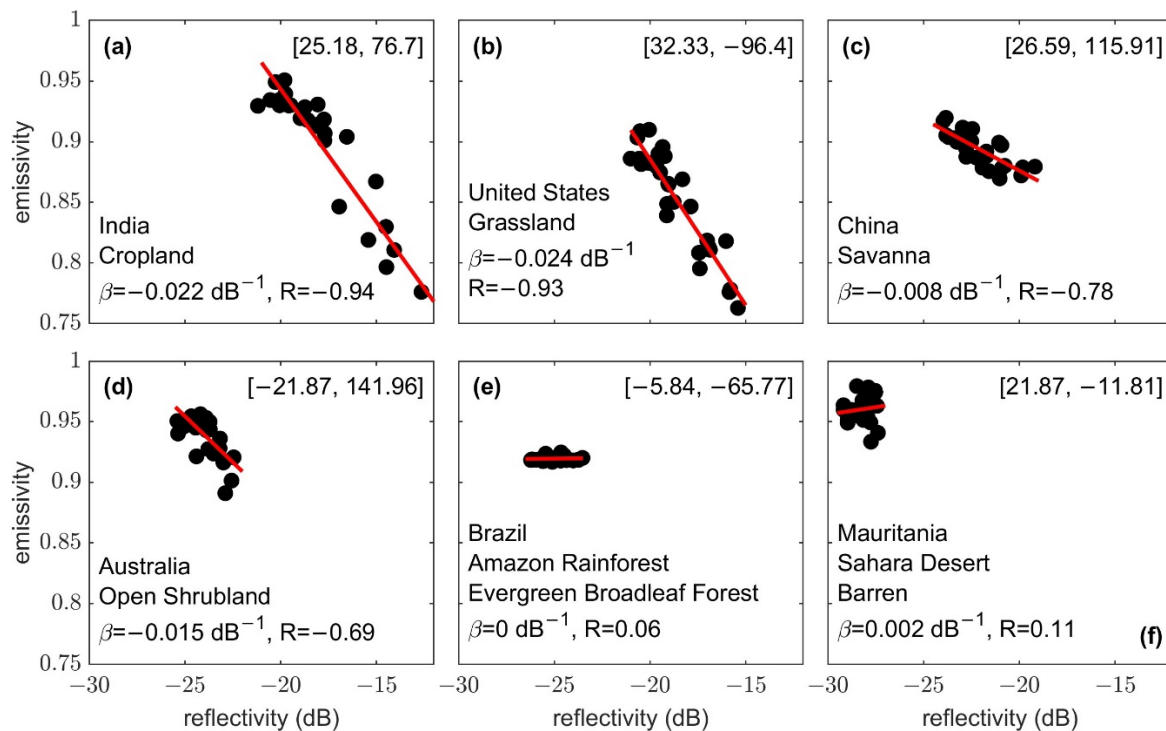 1
0.95
0.9
0.85
0.8
0.75
emissivity
(a)
[25.18, 76.7]
India
Cropland
β=−0.022 dB⁻¹, R=−0.94
(b)
[32.33, −96.4]
United States
Grassland
β=−0.024 dB⁻¹
R=−0.93
(c)
[26.59, 115.91]
China
Savanna
β=−0.008 dB⁻¹, R=−0.78
1
0.95
0.9
0.85
0.8
0.75
emissivity
(d)
[−21.87, 141.96]
Australia
Open Shrubland
β=−0.015 dB⁻¹, R=−0.69
−30 −25 −20 −15
reflectivity (dB)
(e)
[−5.84, −65.77]
Brazil
Amazon Rainforest
Evergreen Broadleaf Forest
β=0 dB⁻¹, R=0.06
−30 −25 −20 −15
reflectivity (dB)
[21.87, −11.81]
Mauritania
Sahara Desert
Barren
β=0.002 dB⁻¹, R=0.11
(f)
−30 −25 −20 −15
reflectivity (dB)